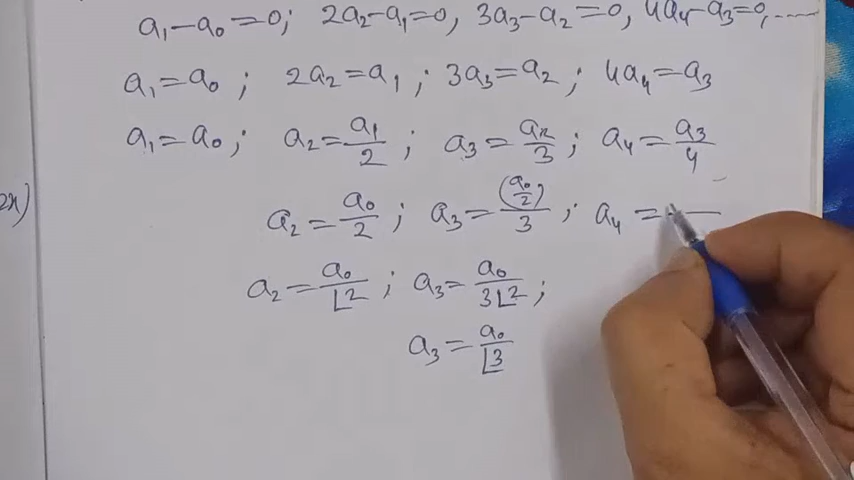 a₁-a₀=0; 2a₂-a₁=0, 3a₃-a₂=0, 4a₄-a₃=0,......
a₁=a₀ ; 2a₂=a₁ ; 3a₃=a₂ ; 4a₄=a₃
a₁=a₀; a₂=a₁/2 ; a₃=a₂/3 ; a₄=a₃/4
2x) a₂=a₀/2 ; a₃=(a₀/2)/3 ; a₄=
a₂=a₀/⌊2 ; a₃=a₀/3⌊2 ;
a₃=a₀/⌊3